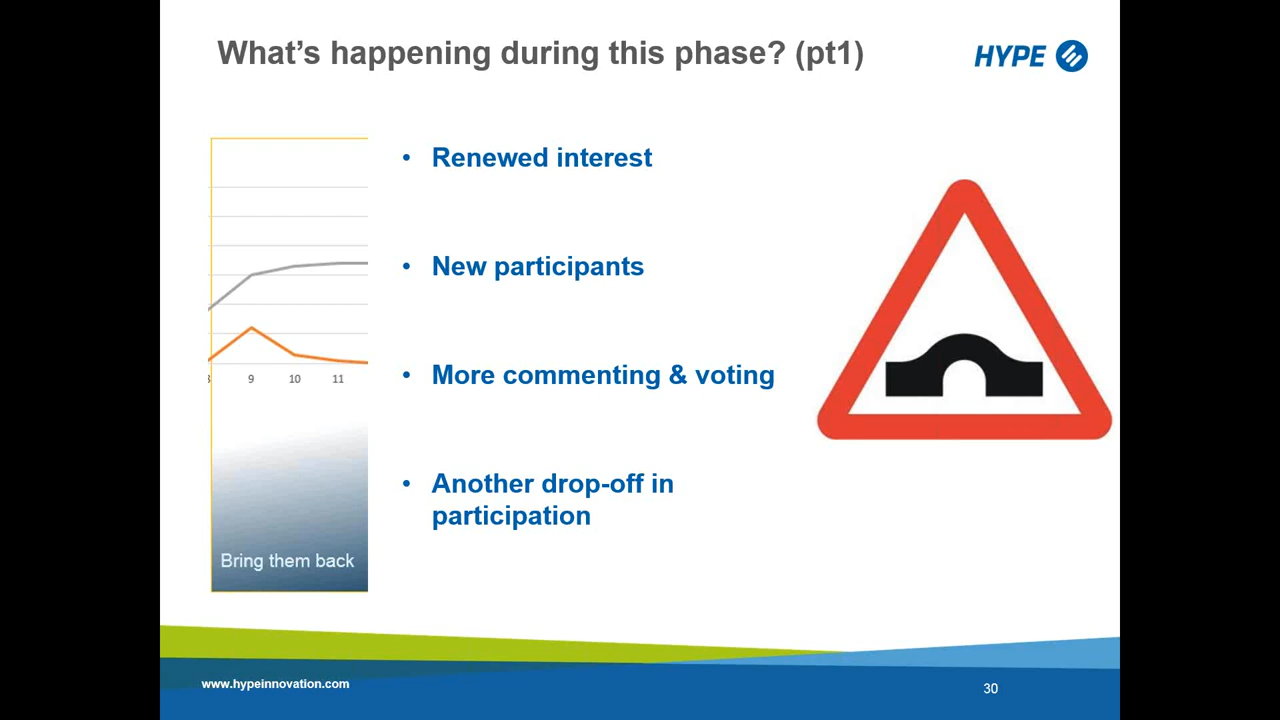 What’s happening during this phase? (pt1)
HYPE
• Renewed interest
• New participants
• More commenting & voting
• Another drop-off in
participation
9 10 11
Bring them back
www.hypeinnovation.com
30